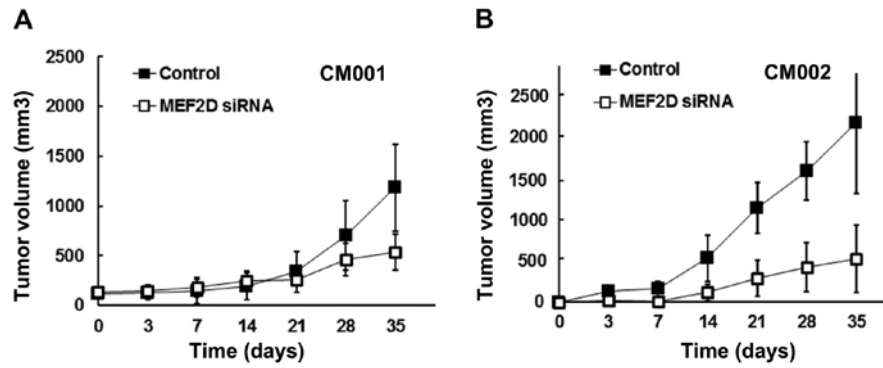 A
Tumor volume (mm3)
2500
2000
1500
1000
500
0
Control
MEF2D siRNA
CM001
0 3 7 14 21 28 35
Time (days)
B
Tumor volume (mm3)
2500
2000
1500
1000
500
0
Control
MEF2D siRNA
CM002
0 3 7 14 21 28 35
Time (days)